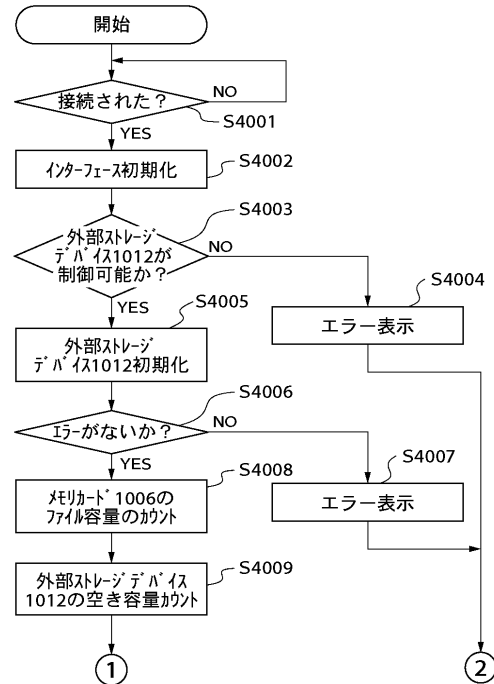 開始
接続された？
NO
S4001
YES
インターフェース初期化
S4002
外部ストレージ
デバイス1012が
制御可能か？
S4003
NO
YES
S4004
エラー表示
S4005
外部ストレージ
デバイス1012初期化
S4006
エラーがないか？
NO
YES
S4007
エラー表示
S4008
メモリカード1006の
ファイル容量のカウント
S4009
外部ストレージデバイス
1012の空き容量カウント
1
2